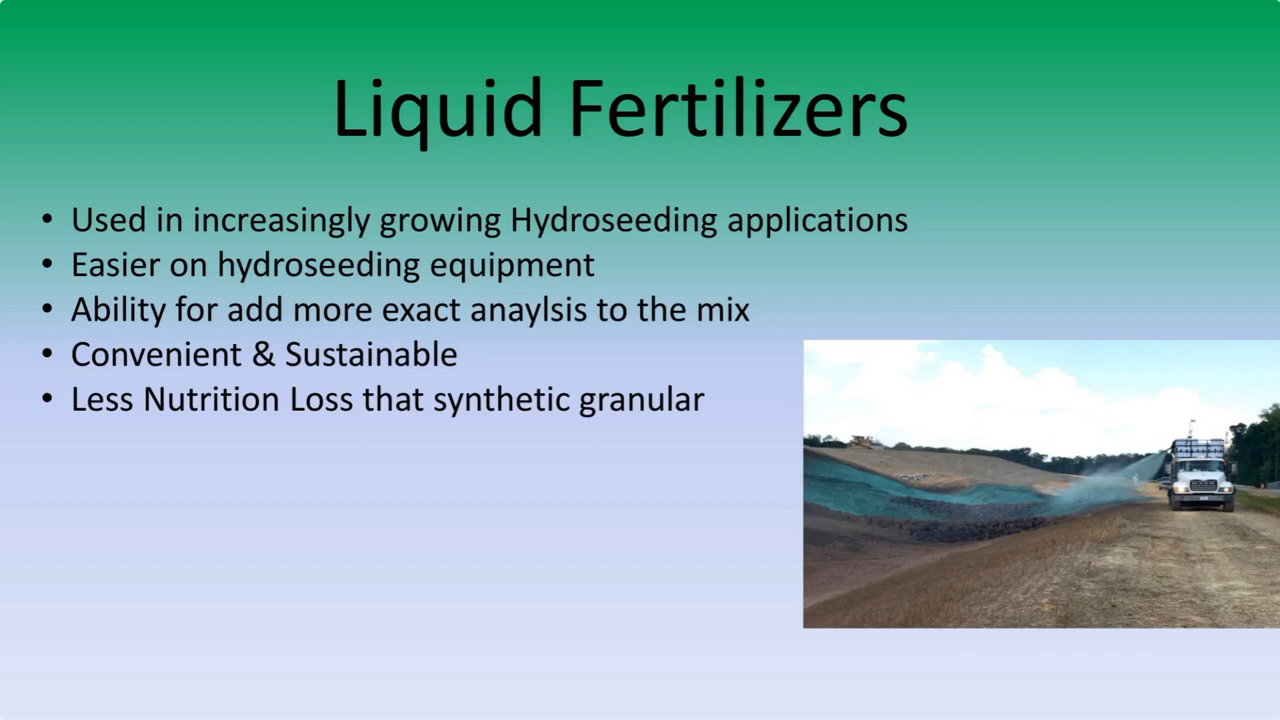 Liquid Fertilizers
• Used in increasingly growing Hydroseeding applications
• Easier on hydroseeding equipment
• Ability for add more exact anaylsis to the mix
• Convenient & Sustainable
• Less Nutrition Loss that synthetic granular